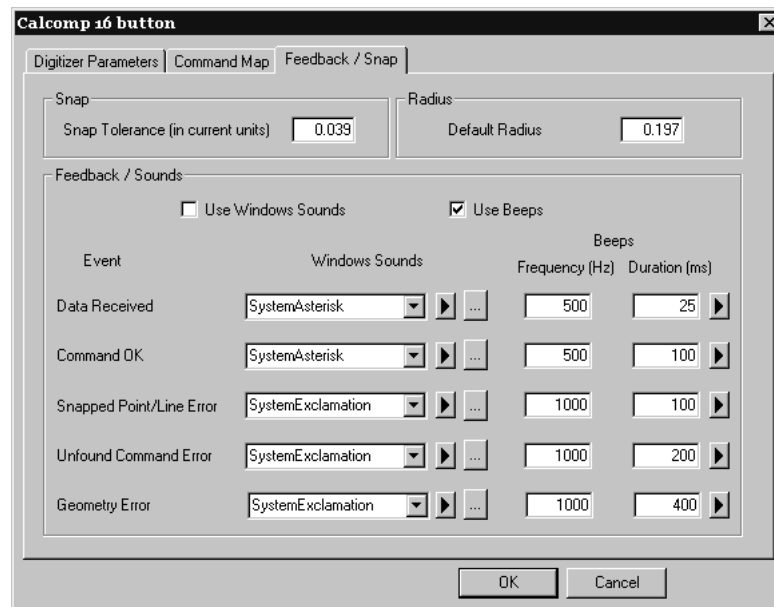 Calcomp 16 button
Digitizer Parameters Command Map Feedback / Snap
Snap Radius
Snap Tolerance (in current units) 0.039 Default Radius 0.197
Feedback / Sounds
Use Windows Sounds Use Beeps
Beeps
Event Windows Sounds Frequency (Hz) Duration (ms)
Data Received SystemAsterisk ... 500 25
Command OK SystemAsterisk ... 500 100
Snapped Point/Line Error SystemExclamation ... 1000 100
Unfound Command Error SystemExclamation ... 1000 200
Geometry Error SystemExclamation ... 1000 400
OK Cancel